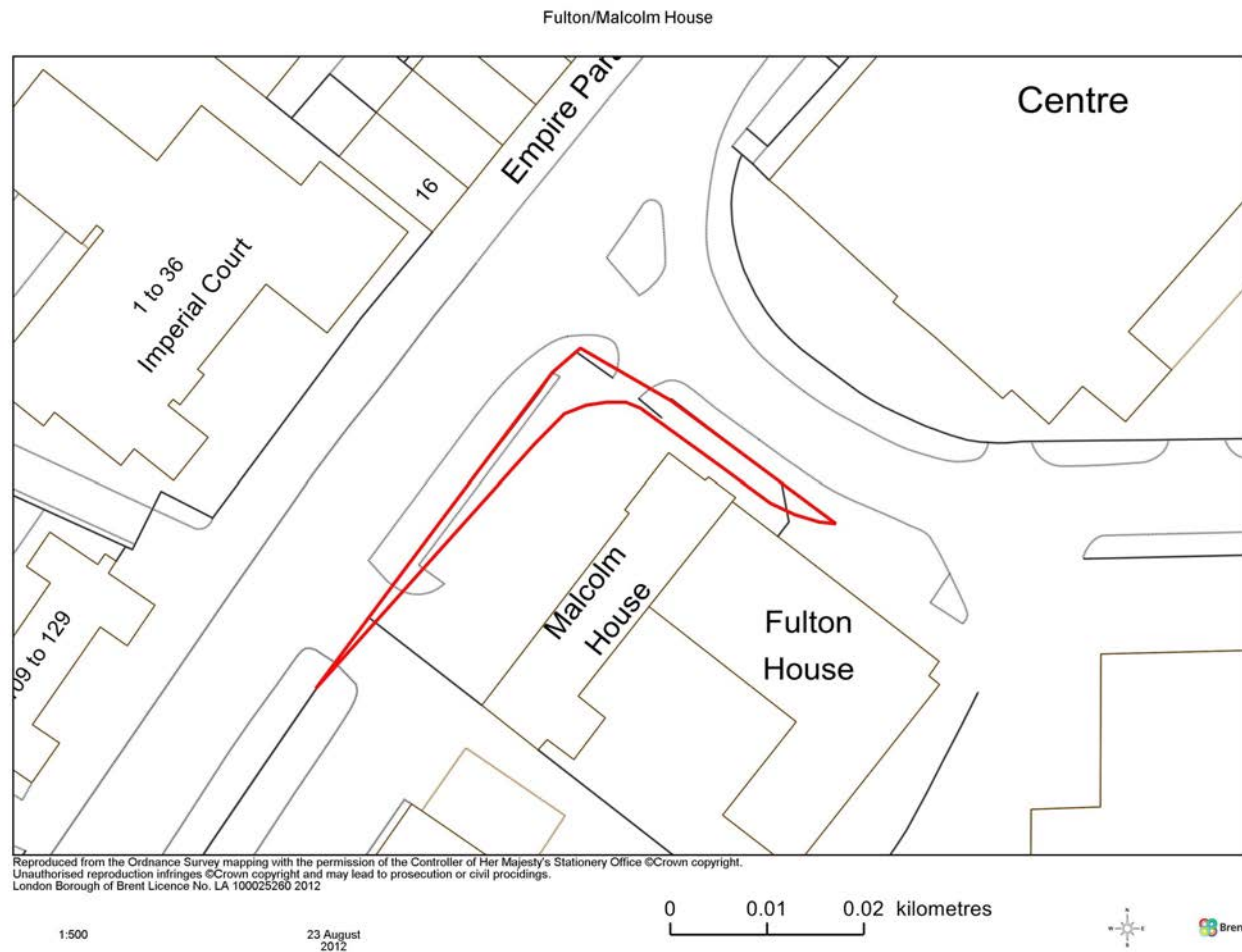 Fulton/Malcolm House
Empire Par
Centre
16
1 to 36
Imperial Court
09 to 129
Malcolm
House
Fulton
House
Reproduced from the Ordnance Survey mapping with the permission of the Controller of Her Majesty's Stationery Office ©Crown copyright.
Unauthorised reproduction infringes ©Crown copyright and may lead to prosecution or civil procidings.
London Borough of Brent Licence No. LA 100025260 2012
0 0.01 0.02 kilometres
1:500
23 August
2012
N
W E
S
Bren